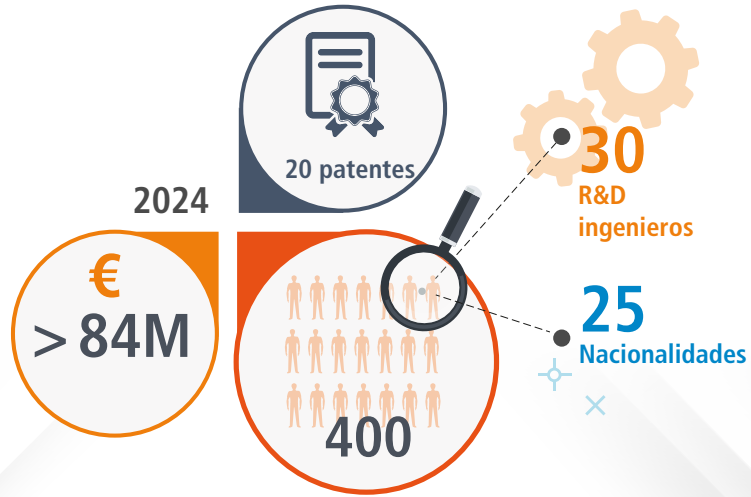 20 patentes
2024
€
> 84M
400
30
R&D
ingenieros
25
Nacionalidades